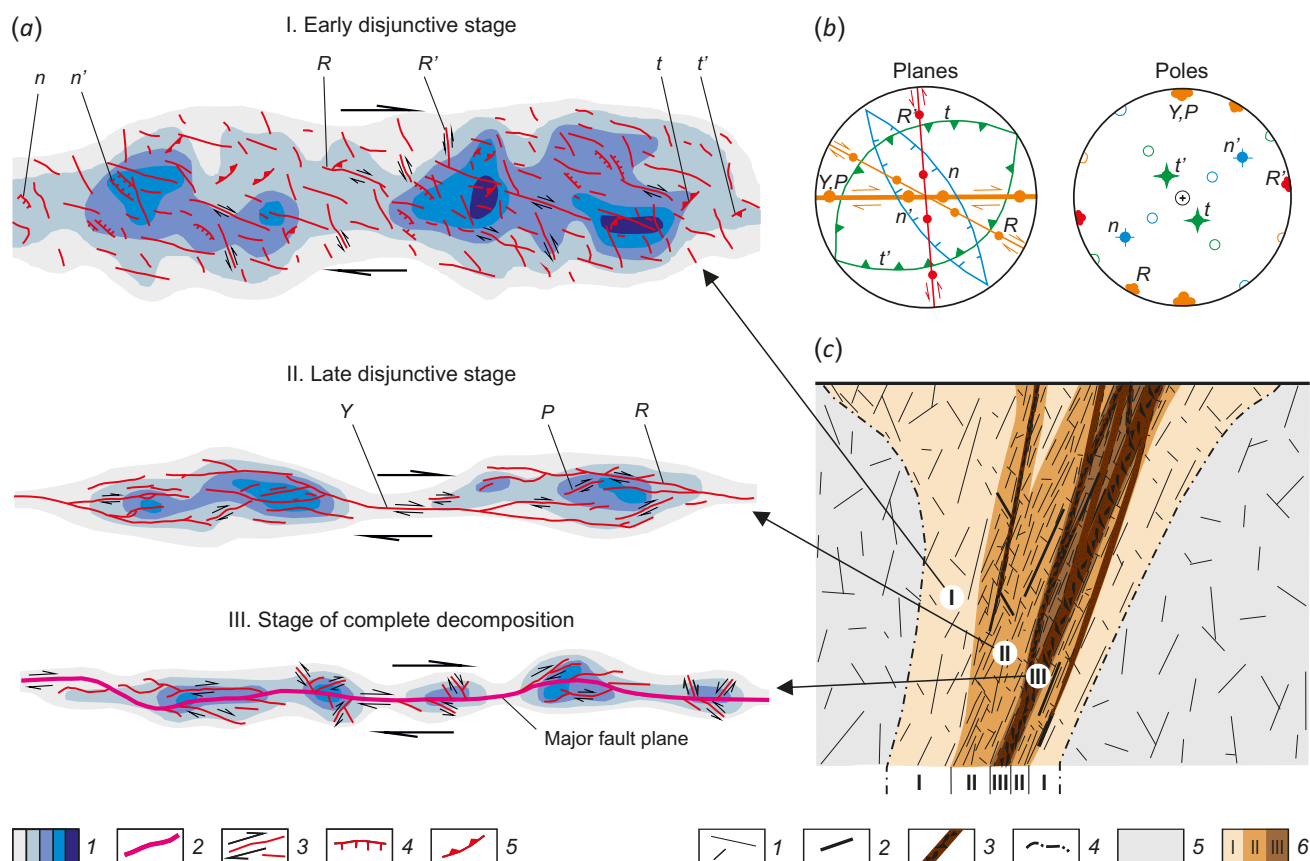 (a)
I. Early disjunctive stage
n n' R R' t t'
II. Late disjunctive stage
Y P R
III. Stage of complete decomposition
Major fault plane
1 2 3 4 5
(b)
Planes
R' t
n
Y,P
n'
R
t'
Poles
Y,P
n'
t'
R'
t
n
R
(c)
I
II
III
I II III II I
1 2 3 4 5 I II III 6